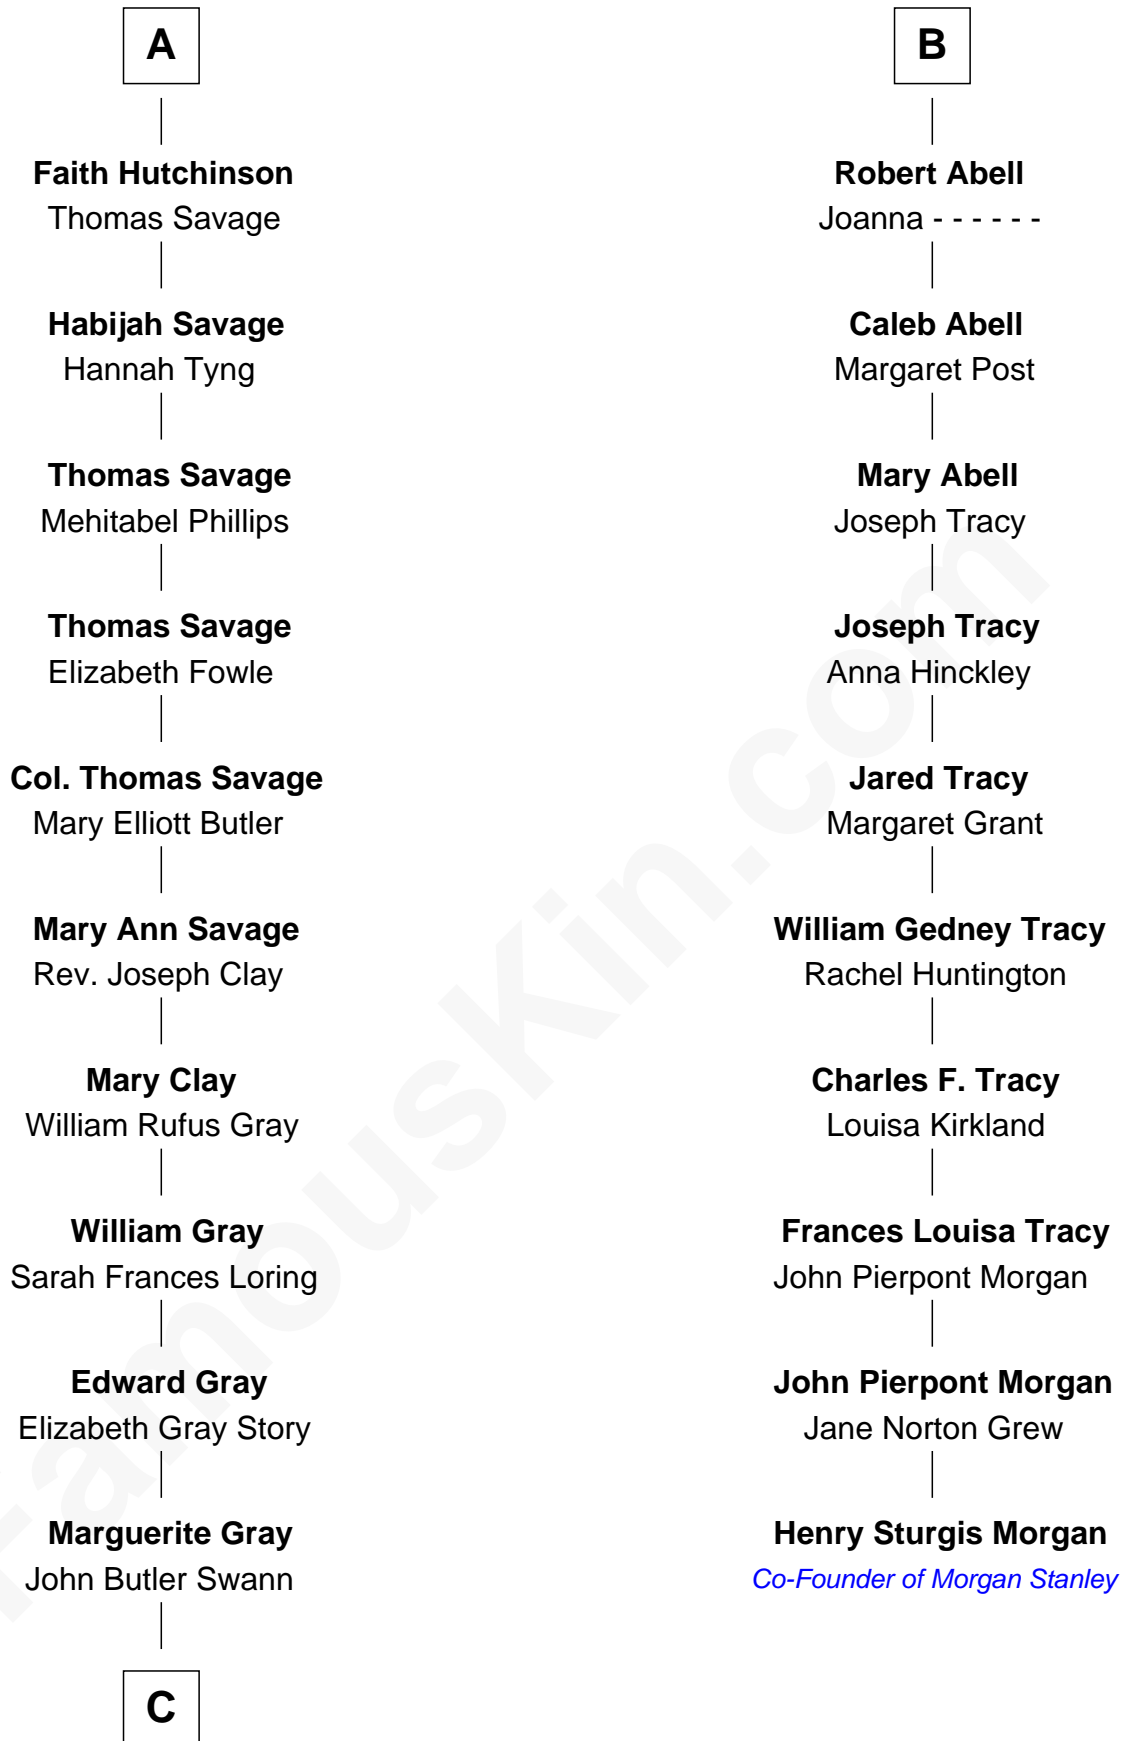 A
Faith Hutchinson
Thomas Savage
Habijah Savage
Hannah Tyng
Thomas Savage
Mehitabel Phillips
Thomas Savage
Elizabeth Fowle
Col. Thomas Savage
Mary Elliott Butler
Mary Ann Savage
Rev. Joseph Clay
Mary Clay
William Rufus Gray
William Gray
Sarah Frances Loring
Edward Gray
Elizabeth Gray Story
Marguerite Gray
John Butler Swann
C
B
Robert Abell
Joanna - - - - - -
Caleb Abell
Margaret Post
Mary Abell
Joseph Tracy
Joseph Tracy
Anna Hinckley
Jared Tracy
Margaret Grant
William Gedney Tracy
Rachel Huntington
Charles F. Tracy
Louisa Kirkland
Frances Louisa Tracy
John Pierpont Morgan
John Pierpont Morgan
Jane Norton Grew
Henry Sturgis Morgan
Co-Founder of Morgan Stanley
FamousKin.com